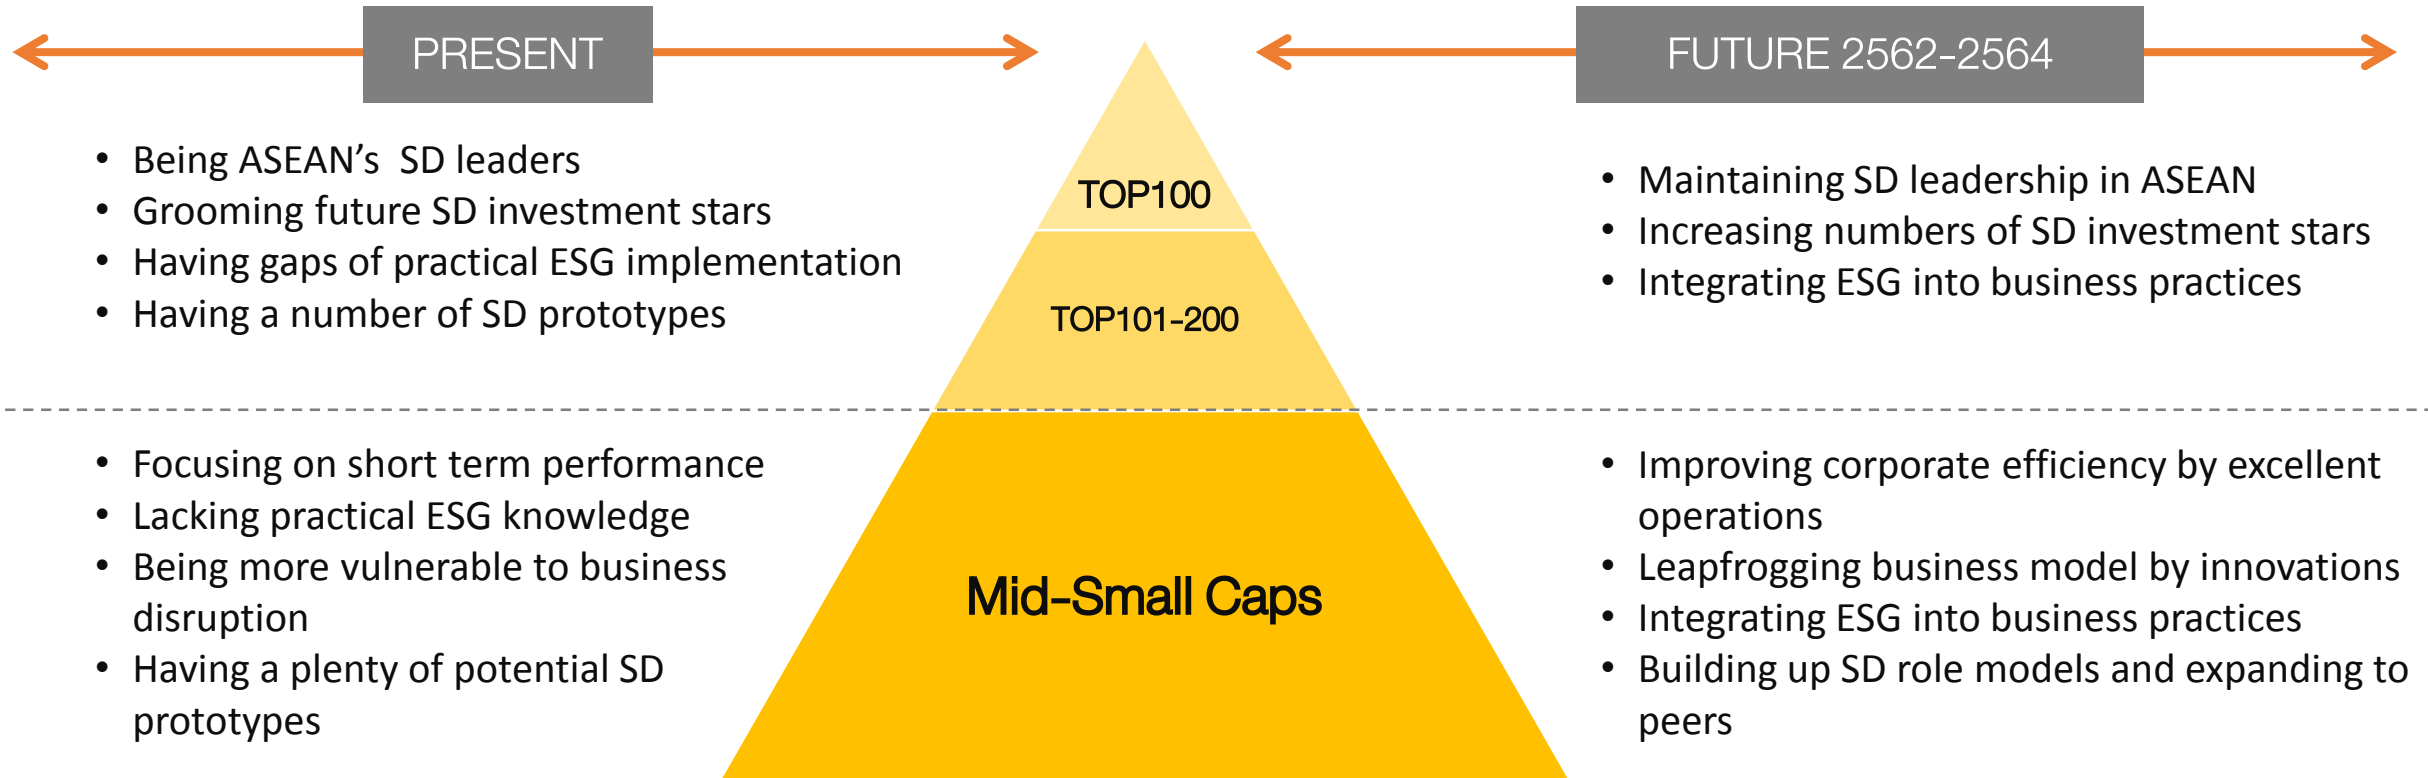 PRESENT
FUTURE 2562-2564
• Being ASEAN’s SD leaders
• Grooming future SD investment stars
• Having gaps of practical ESG implementation
• Having a number of SD prototypes
TOP100
TOP101-200
• Maintaining SD leadership in ASEAN
• Increasing numbers of SD investment stars
• Integrating ESG into business practices
• Focusing on short term performance
• Lacking practical ESG knowledge
• Being more vulnerable to business
disruption
• Having a plenty of potential SD
prototypes
Mid-Small Caps
• Improving corporate efficiency by excellent
operations
• Leapfrogging business model by innovations
• Integrating ESG into business practices
• Building up SD role models and expanding to
peers